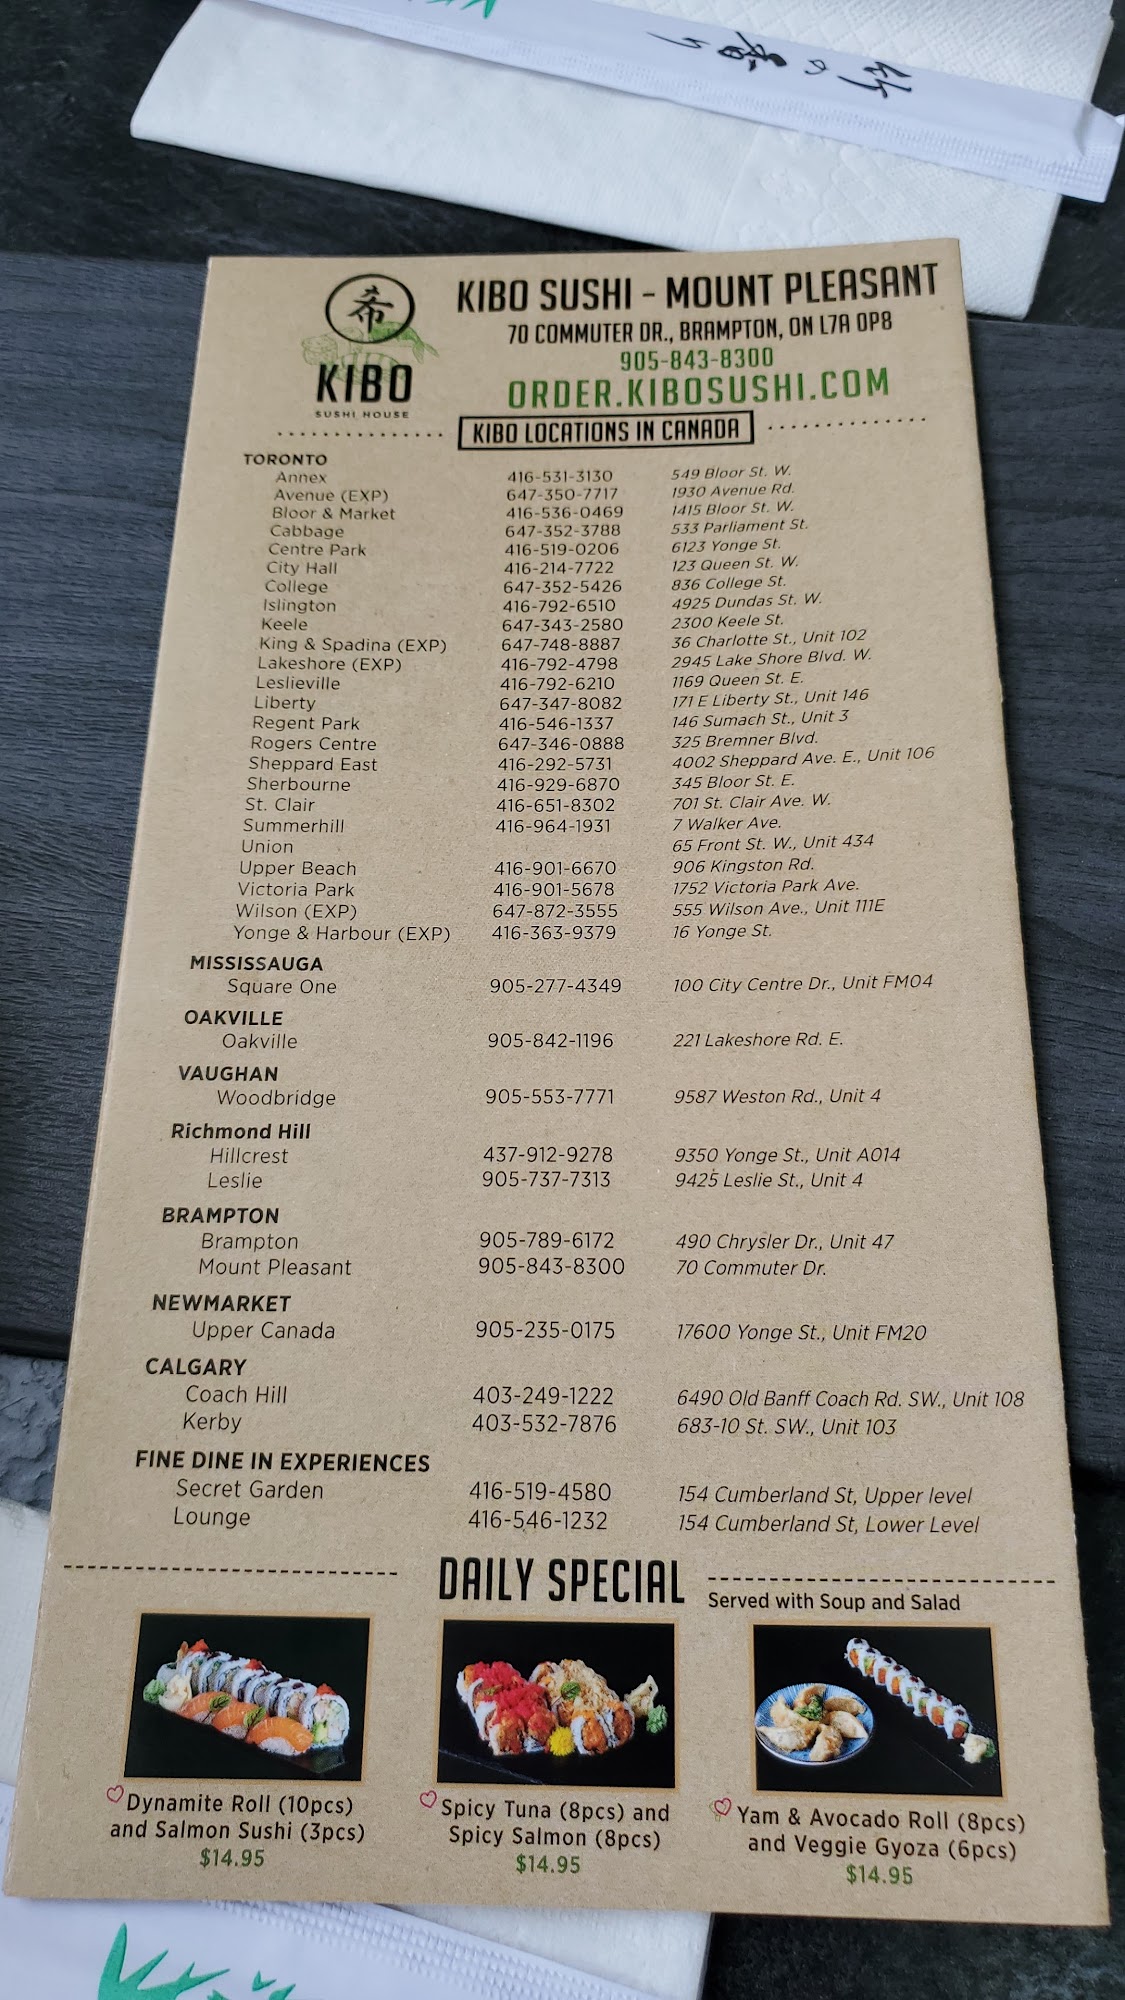 竹の香り
希
KIBO
SUSHI HOUSE
KIBO SUSHI - MOUNT PLEASANT
70 COMMUTER DR., BRAMPTON, ON L7A 0P8
905-843-8300
ORDER.KIBOSUSHI.COM
KIBO LOCATIONS IN CANADA
TORONTO
Annex 416-531-3130 549 Bloor St. W.
Avenue (EXP) 647-350-7717 1930 Avenue Rd.
Bloor & Market 416-536-0469 1415 Bloor St. W.
Cabbage 647-352-3788 533 Parliament St.
Centre Park 416-519-0206 6123 Yonge St.
City Hall 416-214-7722 123 Queen St. W.
College 647-352-5426 836 College St.
Islington 416-792-6510 4925 Dundas St. W.
Keele 647-343-2580 2300 Keele St.
King & Spadina (EXP) 647-748-8887 36 Charlotte St., Unit 102
Lakeshore (EXP) 416-792-4798 2945 Lake Shore Blvd. W.
Leslieville 416-792-6210 1169 Queen St. E.
Liberty 647-347-8082 171 E Liberty St., Unit 146
Regent Park 416-546-1337 146 Sumach St., Unit 3
Rogers Centre 647-346-0888 325 Bremner Blvd.
Sheppard East 416-292-5731 4002 Sheppard Ave. E., Unit 106
Sherbourne 416-929-6870 345 Bloor St. E.
St. Clair 416-651-8302 701 St. Clair Ave. W.
Summerhill 416-964-1931 7 Walker Ave.
Union 65 Front St. W., Unit 434
Upper Beach 416-901-6670 906 Kingston Rd.
Victoria Park 416-901-5678 1752 Victoria Park Ave.
Wilson (EXP) 647-872-3555 555 Wilson Ave., Unit 111E
Yonge & Harbour (EXP) 416-363-9379 16 Yonge St.
MISSISSAUGA
Square One 905-277-4349 100 City Centre Dr., Unit FM04
OAKVILLE
Oakville 905-842-1196 221 Lakeshore Rd. E.
VAUGHAN
Woodbridge 905-553-7771 9587 Weston Rd., Unit 4
Richmond Hill
Hillcrest 437-912-9278 9350 Yonge St., Unit A014
Leslie 905-737-7313 9425 Leslie St., Unit 4
BRAMPTON
Brampton 905-789-6172 490 Chrysler Dr., Unit 47
Mount Pleasant 905-843-8300 70 Commuter Dr.
NEWMARKET
Upper Canada 905-235-0175 17600 Yonge St., Unit FM20
CALGARY
Coach Hill 403-249-1222 6490 Old Banff Coach Rd. SW., Unit 108
Kerby 403-532-7876 683-10 St. SW., Unit 103
FINE DINE IN EXPERIENCES
Secret Garden 416-519-4580 154 Cumberland St, Upper level
Lounge 416-546-1232 154 Cumberland St, Lower Level
DAILY SPECIAL
Served with Soup and Salad
Dynamite Roll (10pcs)
and Salmon Sushi (3pcs)
$14.95
Spicy Tuna (8pcs) and
Spicy Salmon (8pcs)
$14.95
Yam & Avocado Roll (8pcs)
and Veggie Gyoza (6pcs)
$14.95